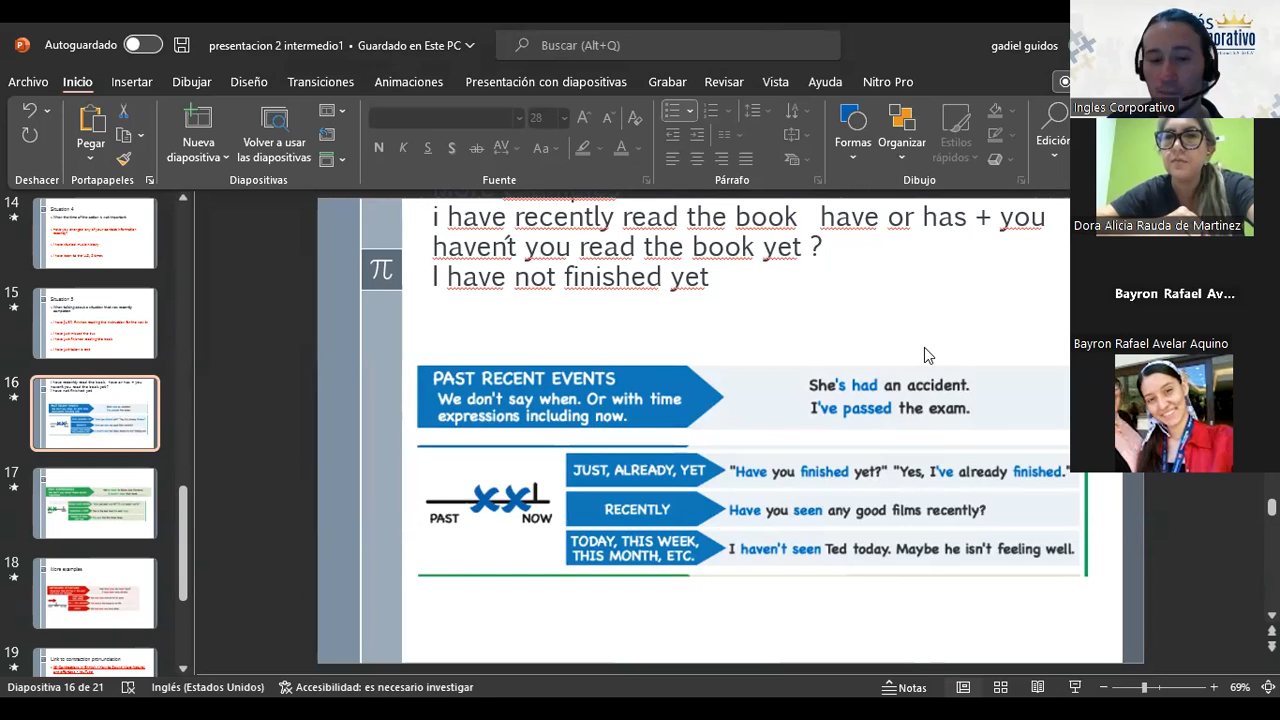 Autoguardado
presentacion 2 intermedio1 • Guardado en Este PC
Buscar (Alt+Q)
gadiel guidos
Archivo Inicio Insertar Dibujar Diseño Transiciones Animaciones Presentación con diapositivas Grabar Revisar Vista Ayuda Nitro Pro
Pegar
Nueva diapositiva
Volver a usar las diapositivas
28
N K S S ab AV Aa A
Formas
Organizar
Estilos rápidos
Edición
Deshacer Portapapeles Diapositivas Fuente Párrafo Dibujo
Ingles Corporativo
Dora Alicia Rauda de Martinez
Bayron Rafael Av...
Bayron Rafael Avelar Aquino
14
15
16
17
18
More examples
19
i have recently read the book have or has + you
haven´t you read the book yet ?
I have not finished yet
π
PAST RECENT EVENTS
We don't say when. Or with time
expressions including now.
She's had an accident.
I've passed the exam.
PAST NOW
JUST, ALREADY, YET
"Have you finished yet?" "Yes, I've already finished."
RECENTLY
Have you seen any good films recently?
TODAY, THIS WEEK,
THIS MONTH, ETC.
I haven't seen Ted today. Maybe he isn't feeling well.
Diapositiva 16 de 21 Inglés (Estados Unidos) Accesibilidad: es necesario investigar Notas 69%